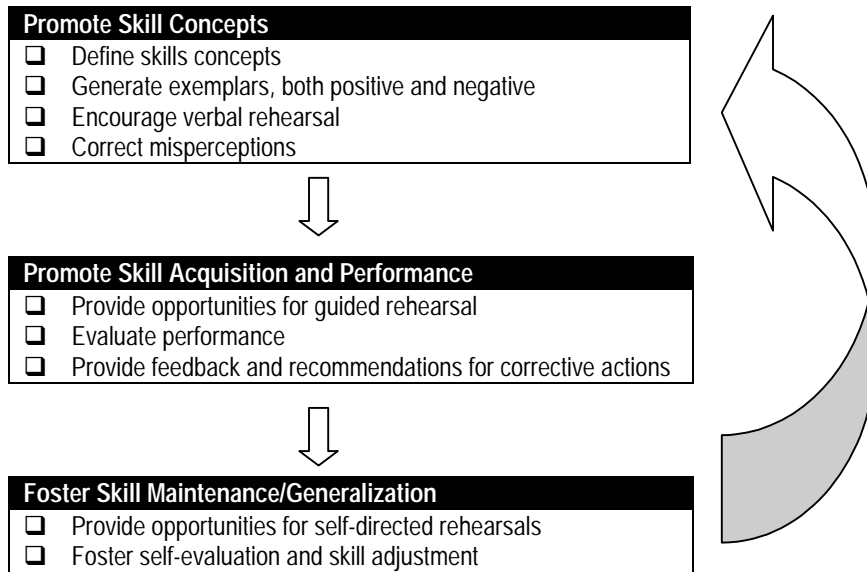 Promote Skill Concepts
❑ Define skills concepts
❑ Generate exemplars, both positive and negative
❑ Encourage verbal rehearsal
❑ Correct misperceptions
Promote Skill Acquisition and Performance
❑ Provide opportunities for guided rehearsal
❑ Evaluate performance
❑ Provide feedback and recommendations for corrective actions
Foster Skill Maintenance/Generalization
❑ Provide opportunities for self-directed rehearsals
❑ Foster self-evaluation and skill adjustment